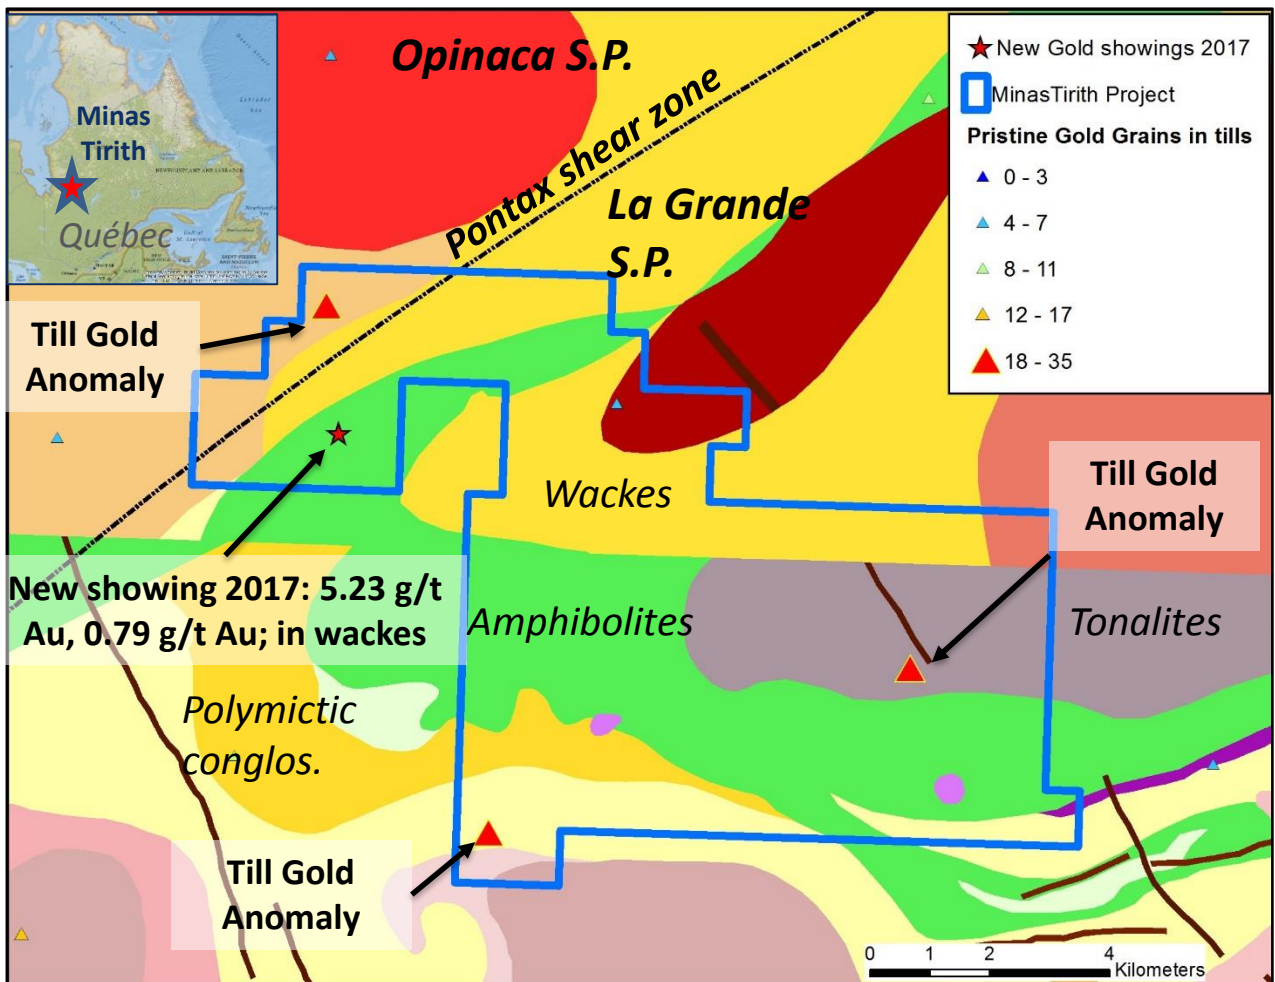 Opinaca S.P.
Pontax shear zone
La Grande
S.P.
Minas
Tirith
Québec
New Gold showings 2017
MinasTirith Project
Pristine Gold Grains in tills
0 - 3
4 - 7
8 - 11
12 - 17
18 - 35
Till Gold
Anomaly
Wackes
Till Gold
Anomaly
New showing 2017: 5.23 g/t
Au, 0.79 g/t Au; in wackes
Amphibolites
Tonalites
Polymictic
conglos.
Till Gold
Anomaly
0 1 2 4
Kilometers